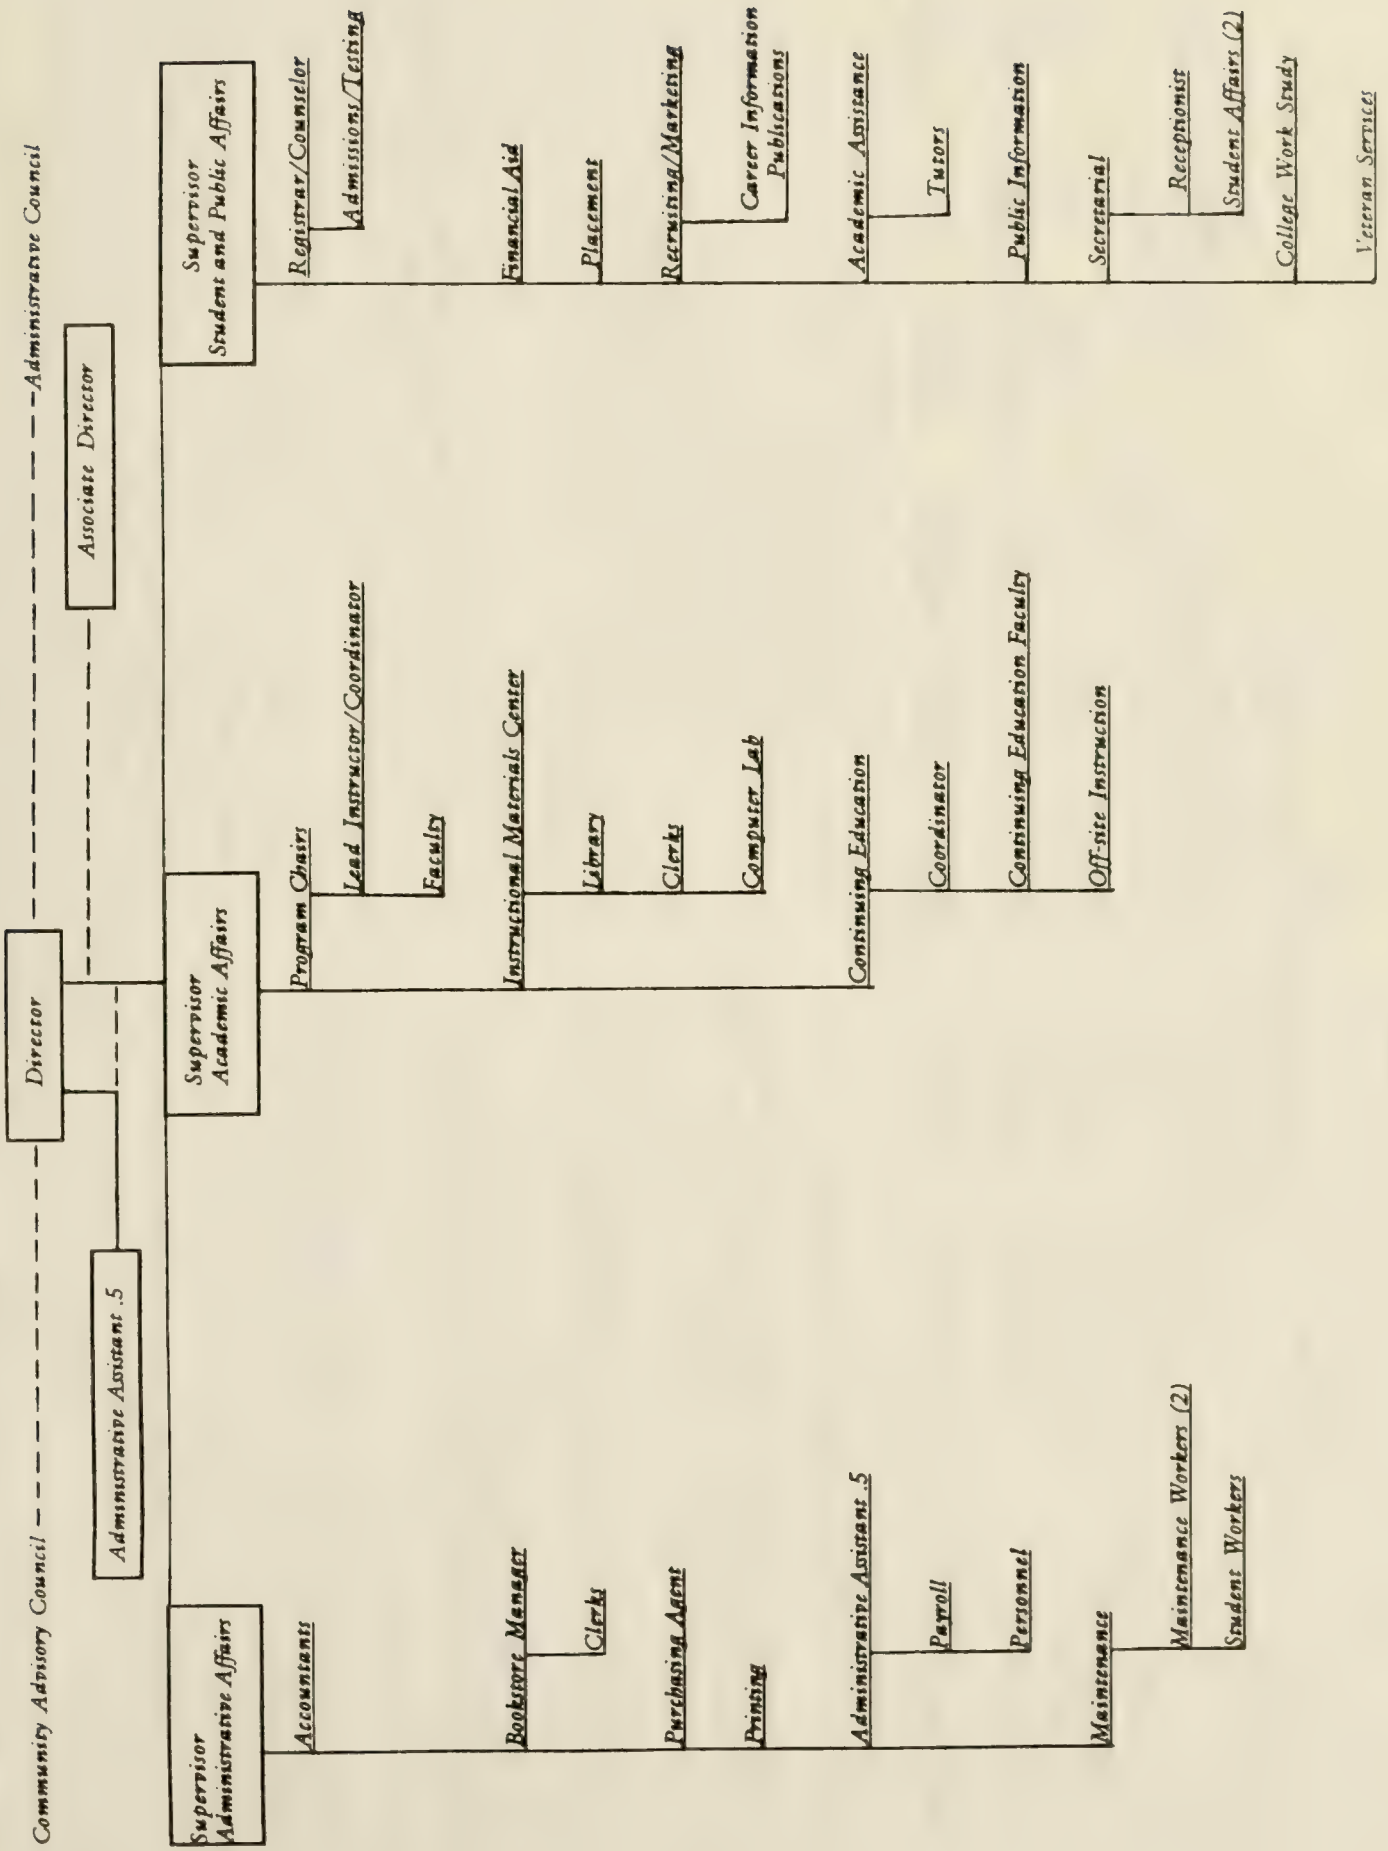 Community Advisory Council
Director
Administrative Council
Administrative Assistant .5
Associate Director
Supervisor
Administrative Affairs
Accountants
Bookstore Manager
Clerks
Purchasing Agent
Printing
Administrative Assistant .5
Payroll
Personnel
Maintenance
Maintenance Workers (2)
Student Workers
Supervisor
Academic Affairs
Program Chairs
Lead Instructor/Coordinator
Faculty
Instructional Materials Center
Library
Clerks
Computer Lab
Continuing Education
Coordinator
Continuing Education Faculty
Off-site Instruction
Supervisor
Student and Public Affairs
Registrar/Counselor
Admissions/Testing
Financial Aid
Placement
Recruiting/Marketing
Career Information
Publications
Academic Assistance
Tutors
Public Information
Secretarial
Receptionist
Student Affairs (2)
College Work Study
Veteran Services